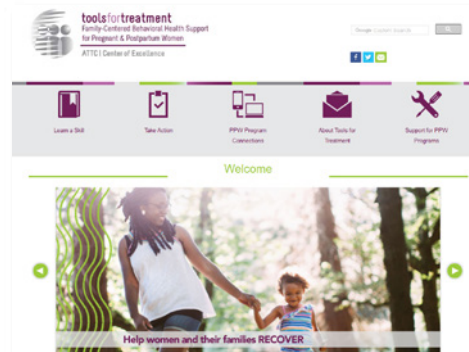 toolsfortreatment
Family-Centered Behavioral Health Support
for Pregnant & Postpartum Women
ATTC | Center of Excellence
Google
Learn a Skill
Take Action
PPW Program
Connections
About Tools for
Treatment
Support for PPW
Programs
Welcome
Help women and their families RECOVER